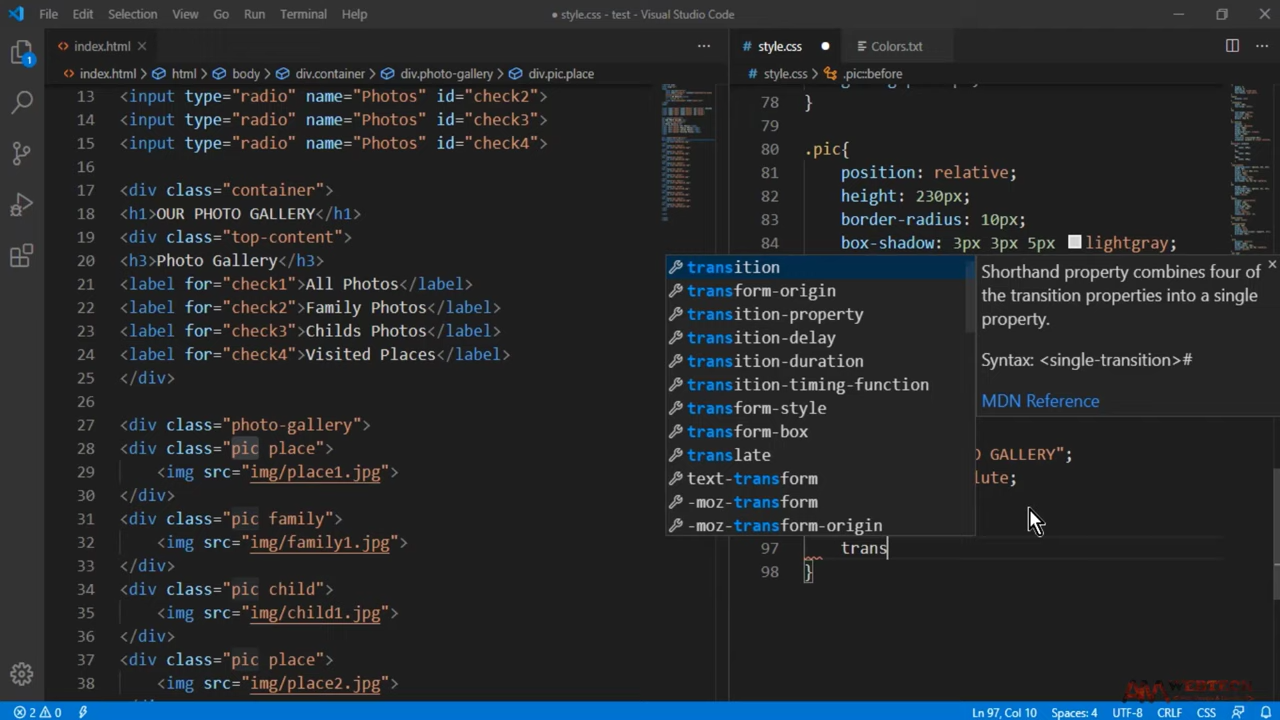 File Edit Selection View Go Run Terminal Help
● style.css - test - Visual Studio Code
index.html
index.html > html > body > div.container > div.photo-gallery > div.pic.place
13 <input type="radio" name="Photos" id="check2">
14 <input type="radio" name="Photos" id="check3">
15 <input type="radio" name="Photos" id="check4">
16
17 <div class="container">
18 <h1>OUR PHOTO GALLERY</h1>
19 <div class="top-content">
20 <h3>Photo Gallery</h3>
21 <label for="check1">All Photos</label>
22 <label for="check2">Family Photos</label>
23 <label for="check3">Childs Photos</label>
24 <label for="check4">Visited Places</label>
25 </div>
26
27 <div class="photo-gallery">
28 <div class="pic place">
29 <img src="img/place1.jpg">
30 </div>
31 <div class="pic family">
32 <img src="img/family1.jpg">
33 </div>
34 <div class="pic child">
35 <img src="img/child1.jpg">
36 </div>
37 <div class="pic place">
38 <img src="img/place2.jpg">
# style.css ● Colors.txt
# style.css > .pic::before
78 }
79
80 .pic{
81 position: relative;
82 height: 230px;
83 border-radius: 10px;
84 box-shadow: 3px 3px 5px lightgray;
transition
transform-origin
transition-property
transition-delay
transition-duration
transition-timing-function
transform-style
transform-box
translate
text-transform
-moz-transform
-moz-transform-origin
Shorthand property combines four of
the transition properties into a single
property.
Syntax: <single-transition>#
MDN Reference
GALLERY";
lute;
97 trans
98 }
1
2 0
Ln 97, Col 10 Spaces: 4 UTF-8 CRLF CSS